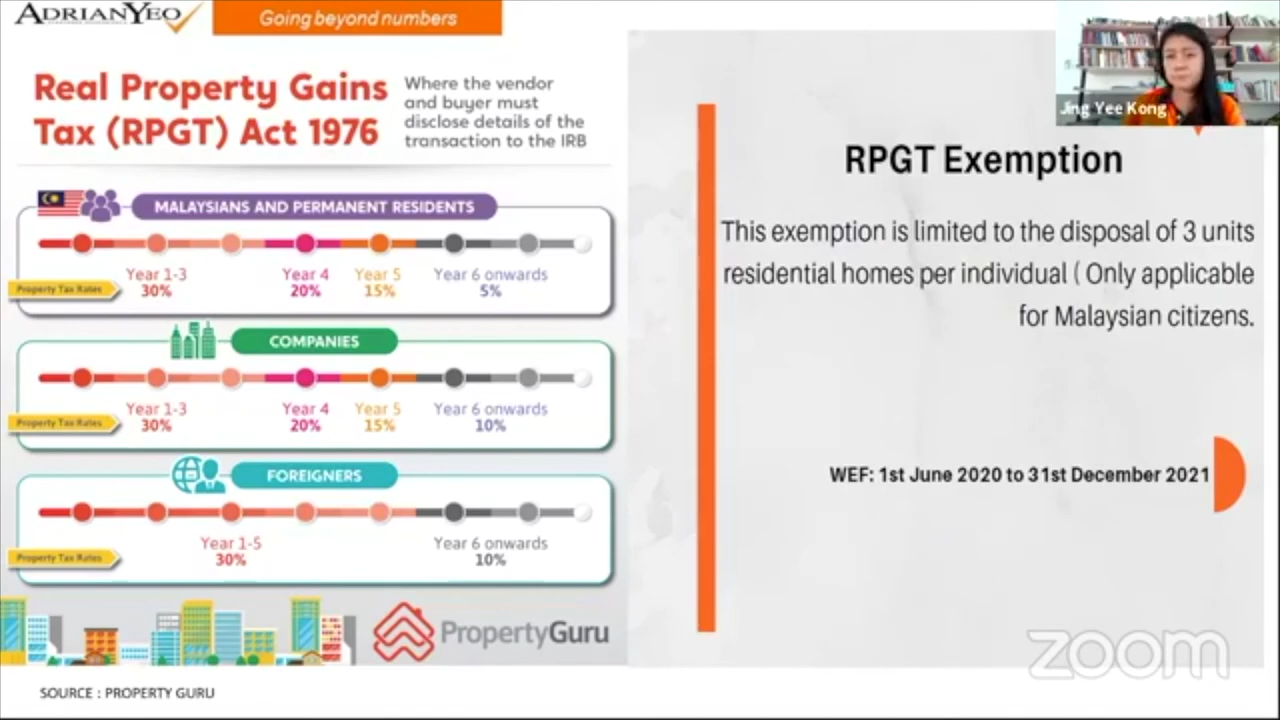 ADRIANYEO
Going beyond numbers
Real Property Gains
Tax (RPGT) Act 1976
Where the vendor
and buyer must
disclose details of the
transaction to the IRB
MALAYSIANS AND PERMANENT RESIDENTS
Year 1-3
30%
Year 4
20%
Year 5
15%
Year 6 onwards
5%
Property Tax Rates
COMPANIES
Year 1-3
30%
Year 4
20%
Year 5
15%
Year 6 onwards
10%
Property Tax Rates
FOREIGNERS
Year 1-5
30%
Year 6 onwards
10%
Property Tax Rates
PropertyGuru
SOURCE : PROPERTY GURU
Jing Yee Kong
RPGT Exemption
This exemption is limited to the disposal of 3 units
residential homes per individual ( Only applicable
for Malaysian citizens.
WEF: 1st June 2020 to 31st December 2021
zoom